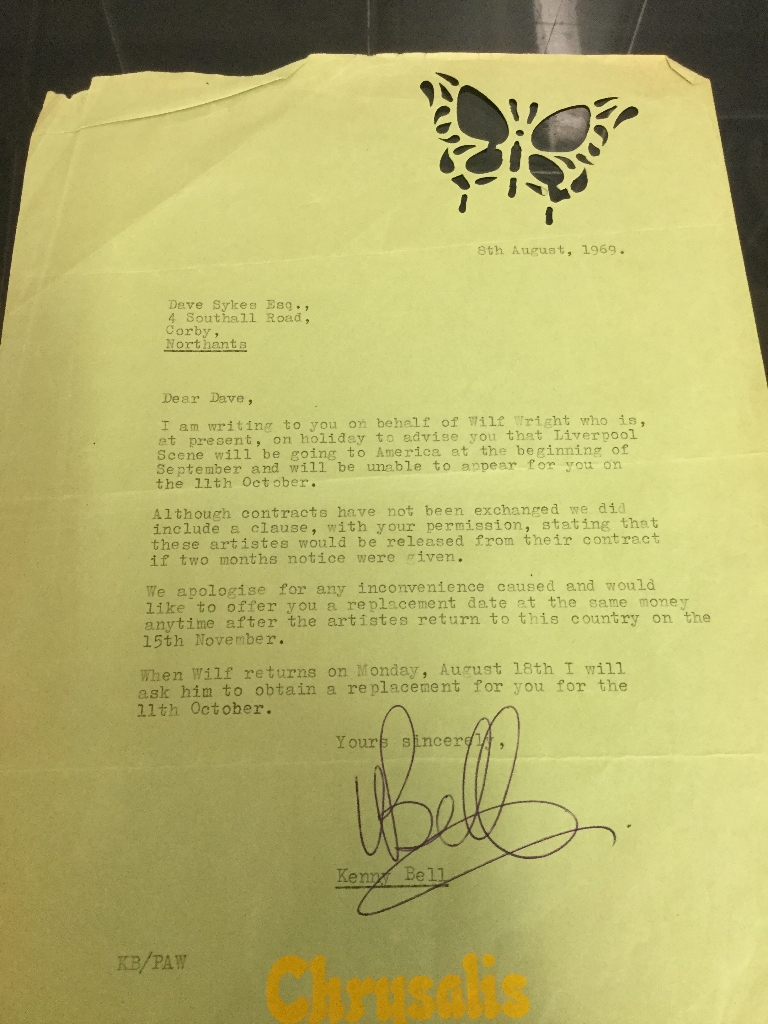 8th August, 1969.
Dave Sykes Esq.,
4 Southall Road,
Corby,
Northants
Dear Dave,
I am writing to you on behalf of Wilf Wright who is,
at present, on holiday to advise you that Liverpool
Scene will be going to America at the beginning of
September and will be unable to appear for you on
the 11th October.
Although contracts have not been exchanged we did
include a clause, with your permission, stating that
these artistes would be released from their contract
if two months notice were given.
We apologise for any inconvenience caused and would
like to offer you a replacement date at the same money
anytime after the artistes return to this country on the
15th November.
When Wilf returns on Monday, August 18th I will
ask him to obtain a replacement for you for the
11th October.
Yours sincerely,
KBell
Kenny Bell
KB/PAW
Chrysalis